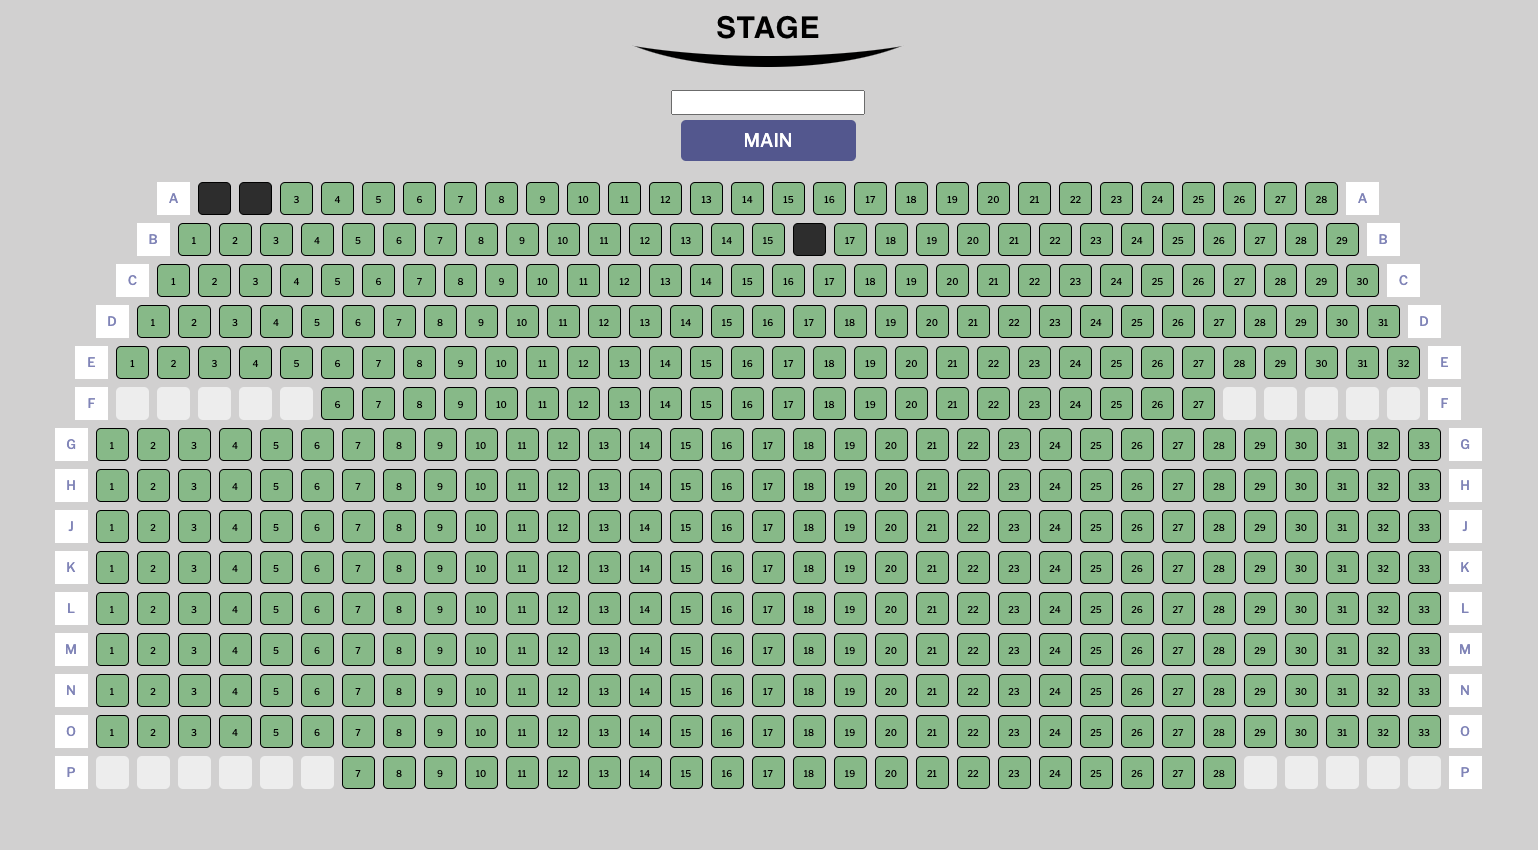 STAGE
MAIN
A 3 4 5 6 7 8 9 10 11 12 13 14 15 16 17 18 19 20 21 22 23 24 25 26 27 28 A
B 1 2 3 4 5 6 7 8 9 10 11 12 13 14 15 17 18 19 20 21 22 23 24 25 26 27 28 29 B
C 1 2 3 4 5 6 7 8 9 10 11 12 13 14 15 16 17 18 19 20 21 22 23 24 25 26 27 28 29 30 C
D 1 2 3 4 5 6 7 8 9 10 11 12 13 14 15 16 17 18 19 20 21 22 23 24 25 26 27 28 29 30 31 D
E 1 2 3 4 5 6 7 8 9 10 11 12 13 14 15 16 17 18 19 20 21 22 23 24 25 26 27 28 29 30 31 32 E
F 6 7 8 9 10 11 12 13 14 15 16 17 18 19 20 21 22 23 24 25 26 27 F
G 1 2 3 4 5 6 7 8 9 10 11 12 13 14 15 16 17 18 19 20 21 22 23 24 25 26 27 28 29 30 31 32 33 G
H 1 2 3 4 5 6 7 8 9 10 11 12 13 14 15 16 17 18 19 20 21 22 23 24 25 26 27 28 29 30 31 32 33 H
J 1 2 3 4 5 6 7 8 9 10 11 12 13 14 15 16 17 18 19 20 21 22 23 24 25 26 27 28 29 30 31 32 33 J
K 1 2 3 4 5 6 7 8 9 10 11 12 13 14 15 16 17 18 19 20 21 22 23 24 25 26 27 28 29 30 31 32 33 K
L 1 2 3 4 5 6 7 8 9 10 11 12 13 14 15 16 17 18 19 20 21 22 23 24 25 26 27 28 29 30 31 32 33 L
M 1 2 3 4 5 6 7 8 9 10 11 12 13 14 15 16 17 18 19 20 21 22 23 24 25 26 27 28 29 30 31 32 33 M
N 1 2 3 4 5 6 7 8 9 10 11 12 13 14 15 16 17 18 19 20 21 22 23 24 25 26 27 28 29 30 31 32 33 N
O 1 2 3 4 5 6 7 8 9 10 11 12 13 14 15 16 17 18 19 20 21 22 23 24 25 26 27 28 29 30 31 32 33 O
P 7 8 9 10 11 12 13 14 15 16 17 18 19 20 21 22 23 24 25 26 27 28 P